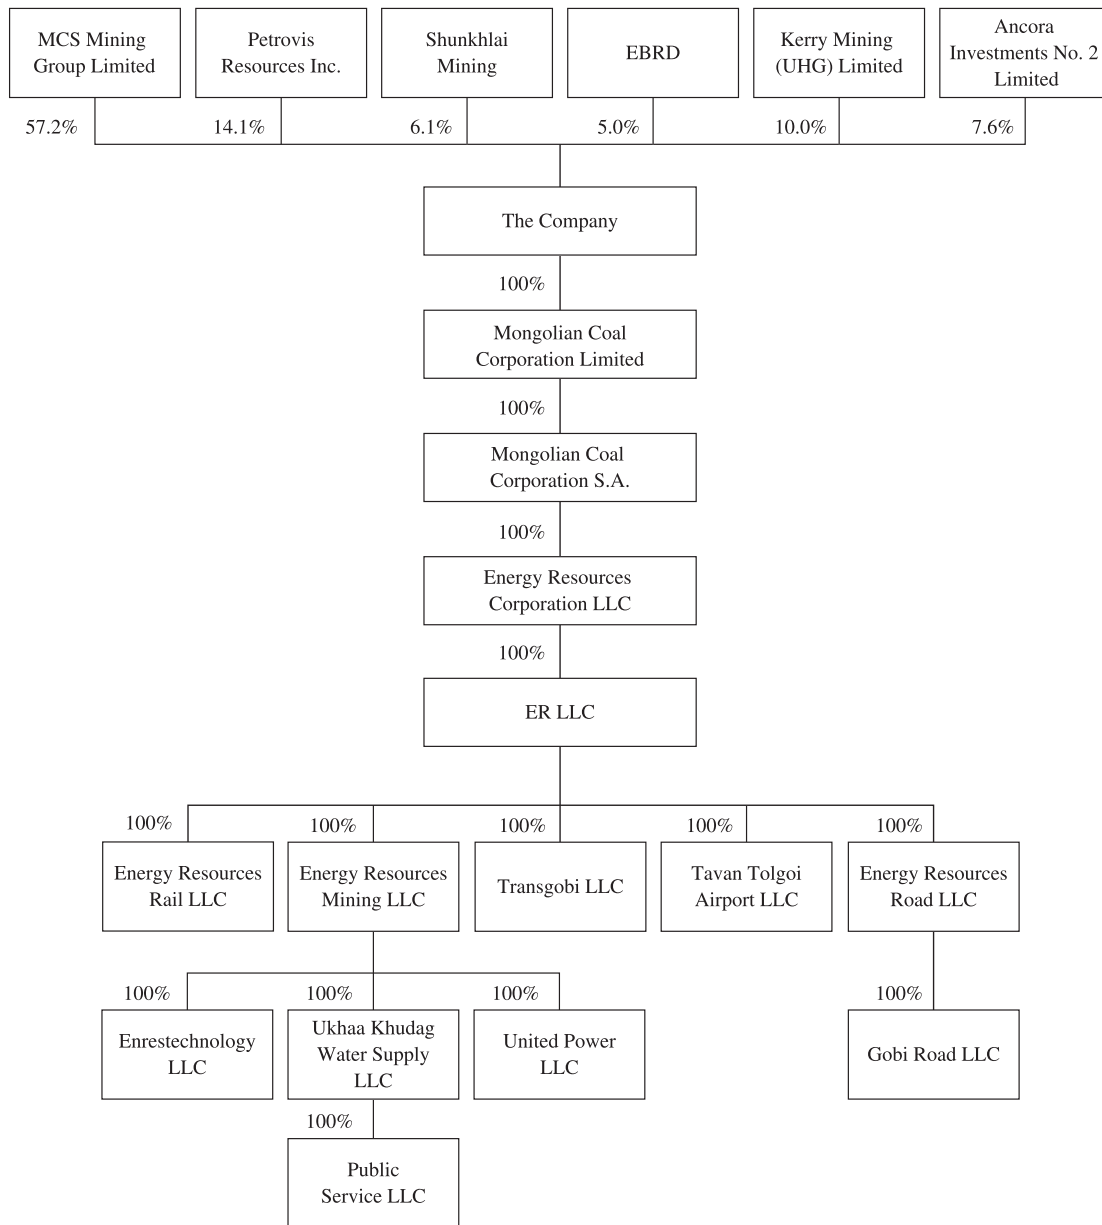 MCS Mining
Group Limited
Petrovis
Resources Inc.
Shunkhlai
Mining
EBRD
Kerry Mining
(UHG) Limited
Ancora
Investments No. 2
Limited
57.2%
14.1%
6.1%
5.0%
10.0%
7.6%
The Company
100%
Mongolian Coal
Corporation Limited
100%
Mongolian Coal
Corporation S.A.
100%
Energy Resources
Corporation LLC
100%
ER LLC
100%
100%
100%
100%
100%
Energy Resources
Rail LLC
Energy Resources
Mining LLC
Transgobi LLC
Tavan Tolgoi
Airport LLC
Energy Resources
Road LLC
100%
100%
100%
100%
Enrestechnology
LLC
Ukhaa Khudag
Water Supply
LLC
United Power
LLC
Gobi Road LLC
100%
Public
Service LLC